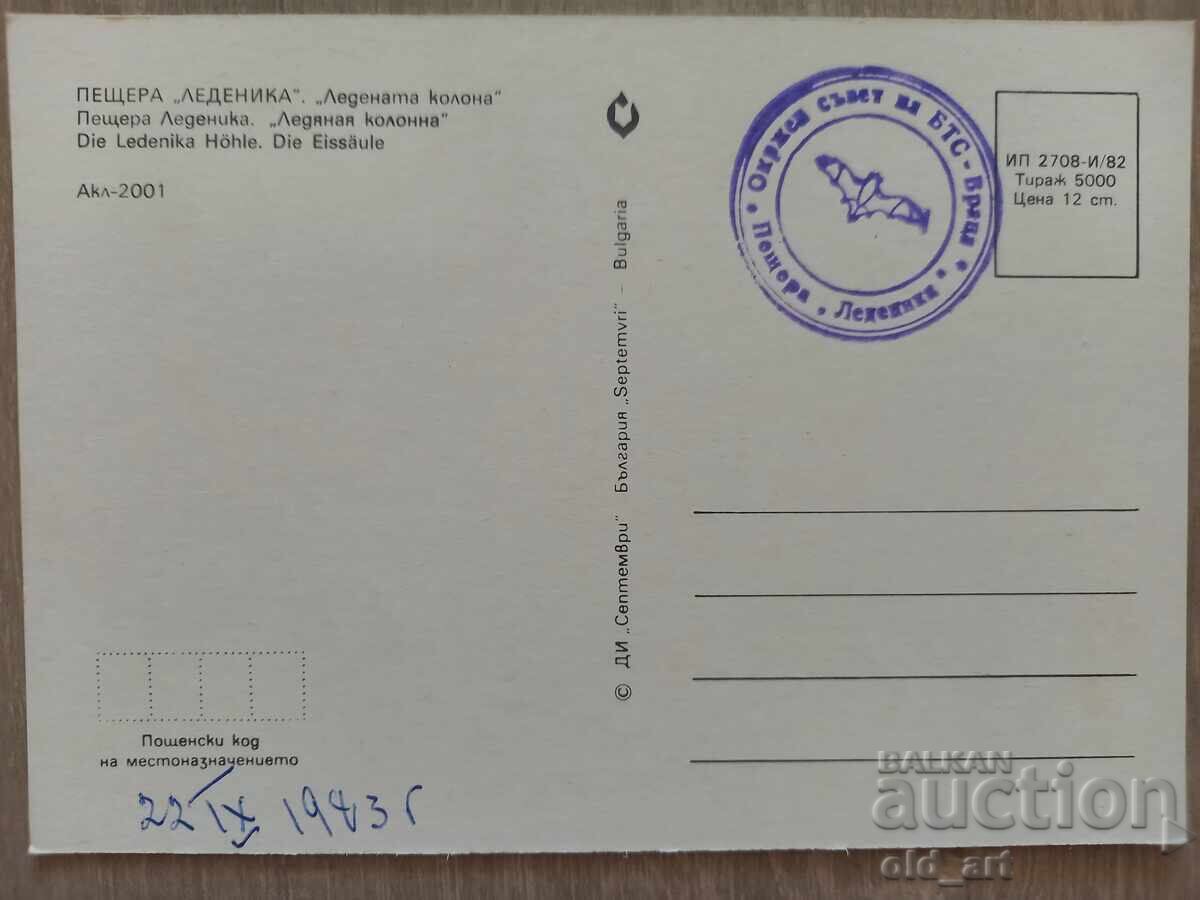 ПЕЩЕРА „ЛЕДЕНИКА". „Ледената колона"
Пещера Леденика. „Ледяная колонна"
Die Ledenika Höhle. Die Eissäule
Акл-2001
© ДИ „Септември" България „Septemvri" – Bulgaria
• Окръжен съвет на БТС - Враца •
Пещера „Леденика"
ИП 2708-И/82
Тираж 5000
Цена 12 ст.
Пощенски код
на местоназначението
22 IX 1983 г
BALKAN
auction
old_art